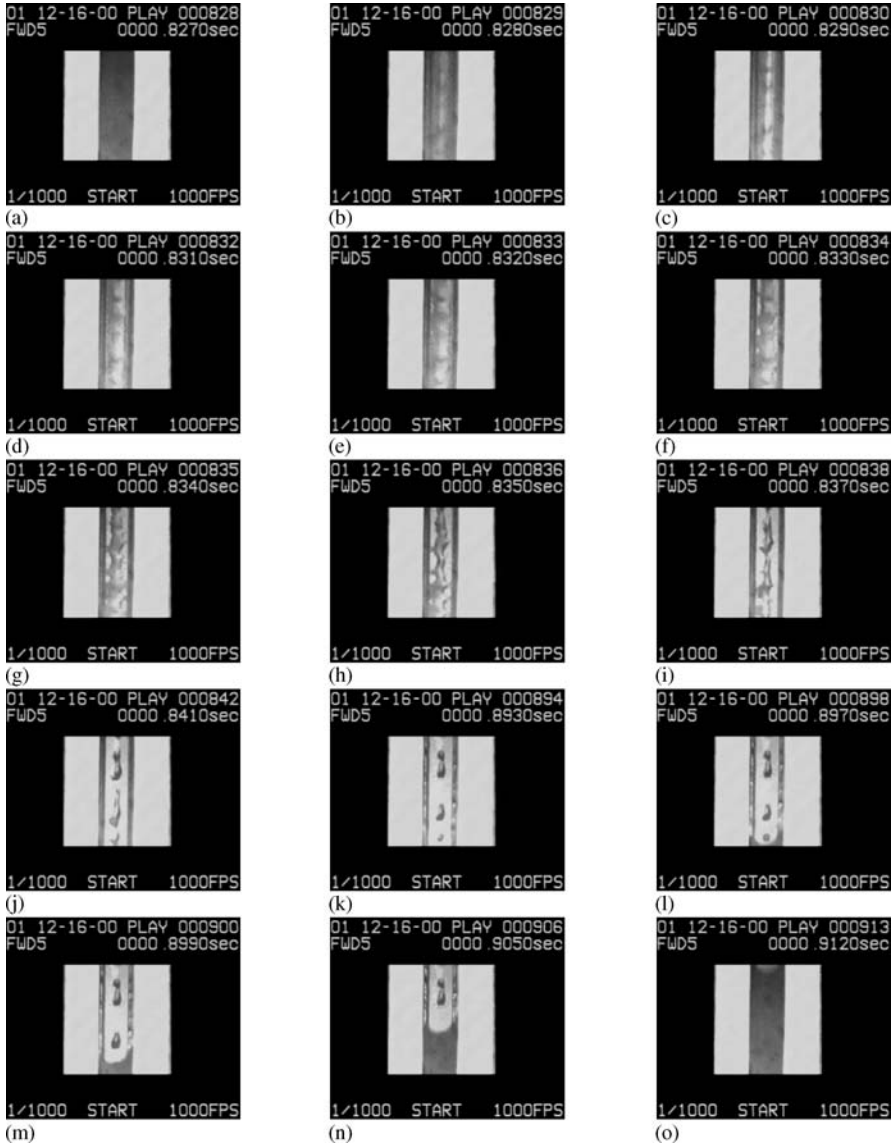 01 12-16-00 PLAY 000828
FWD5 0000.8270sec
1/1000 START 1000FPS
(a)
01 12-16-00 PLAY 000829
FWD5 0000.8280sec
1/1000 START 1000FPS
(b)
01 12-16-00 PLAY 000830
FWD5 0000.8290sec
1/1000 START 1000FPS
(c)
01 12-16-00 PLAY 000832
FWD5 0000.8310sec
1/1000 START 1000FPS
(d)
01 12-16-00 PLAY 000833
FWD5 0000.8320sec
1/1000 START 1000FPS
(e)
01 12-16-00 PLAY 000834
FWD5 0000.8330sec
1/1000 START 1000FPS
(f)
01 12-16-00 PLAY 000835
FWD5 0000.8340sec
1/1000 START 1000FPS
(g)
01 12-16-00 PLAY 000836
FWD5 0000.8350sec
1/1000 START 1000FPS
(h)
01 12-16-00 PLAY 000838
FWD5 0000.8370sec
1/1000 START 1000FPS
(i)
01 12-16-00 PLAY 000842
FWD5 0000.8410sec
1/1000 START 1000FPS
(j)
01 12-16-00 PLAY 000894
FWD5 0000.8930sec
1/1000 START 1000FPS
(k)
01 12-16-00 PLAY 000898
FWD5 0000.8970sec
1/1000 START 1000FPS
(l)
01 12-16-00 PLAY 000900
FWD5 0000.8990sec
1/1000 START 1000FPS
(m)
01 12-16-00 PLAY 000906
FWD5 0000.9050sec
1/1000 START 1000FPS
(n)
01 12-16-00 PLAY 000913
FWD5 0000.9120sec
1/1000 START 1000FPS
(o)